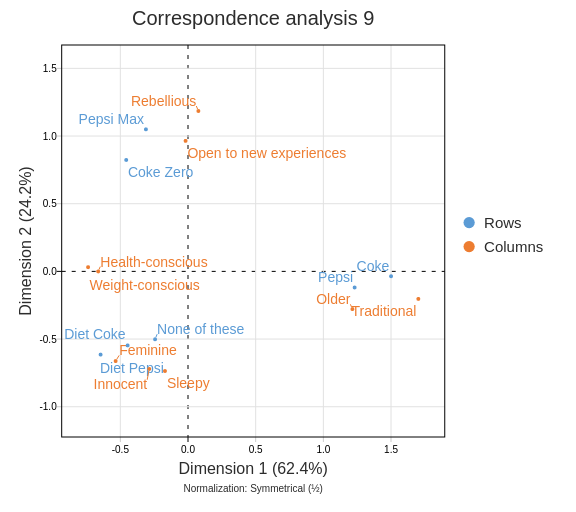 Correspondence analysis 9
1.5
Rebellious
Pepsi Max
1.0
Open to new experiences
Coke Zero
0.5
Rows
Columns
Health-conscious
Coke
0.0
Pepsi
Weight-conscious
Older
Traditional
Diet Coke
None of these
-0.5
Feminine
Diet Pepsi
Innocent
Sleepy
-1.0
-0.5
0.0
0.5
1.0
1.5
Dimension 2 (24.2%)
Dimension 1 (62.4%)
Normalization: Symmetrical (½)